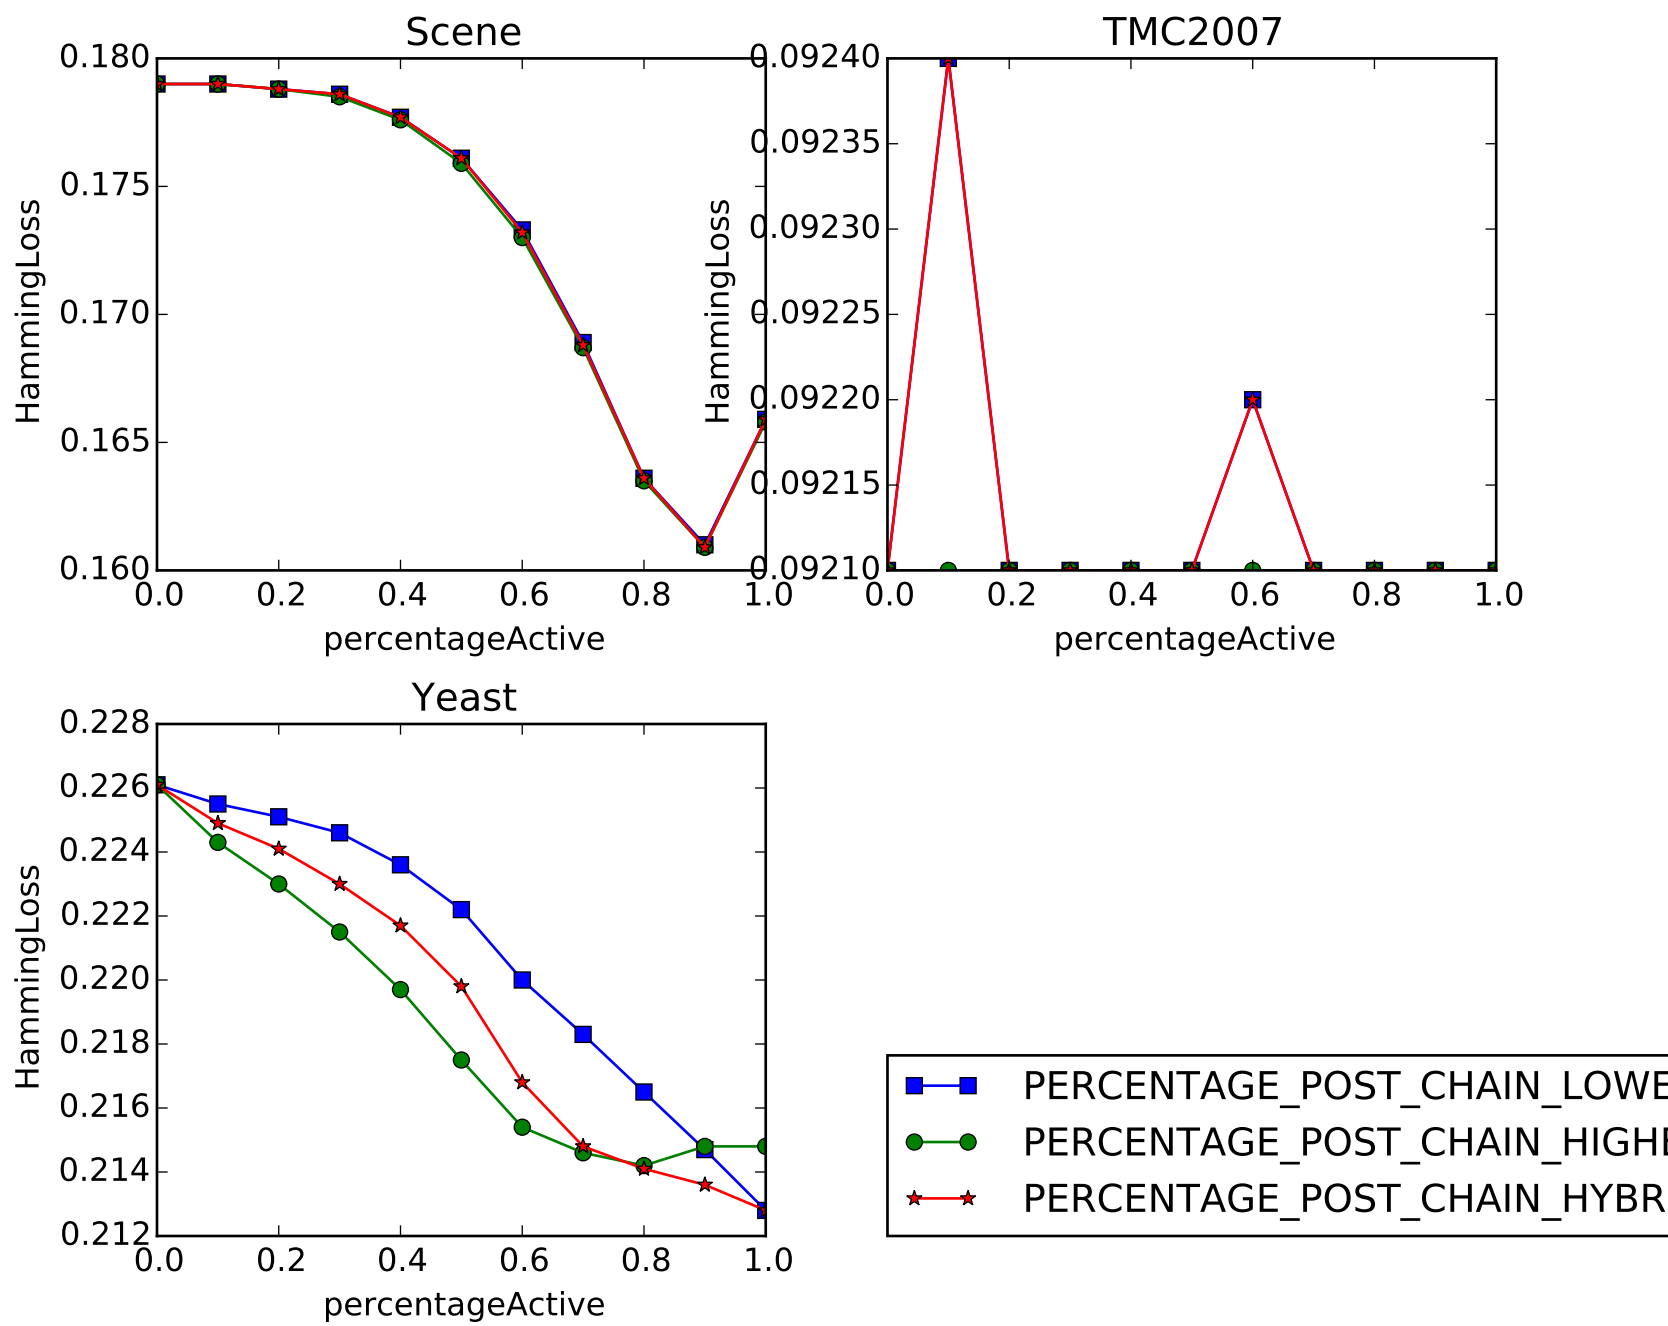 Scene
0.180
0.175
0.170
0.165
0.160
HammingLoss
0.0 0.2 0.4 0.6 0.8 1.0
percentageActive
TMC2007
0.09240
0.09235
0.09230
0.09225
0.09220
0.09215
0.09210
HammingLoss
0.0 0.2 0.4 0.6 0.8 1.0
percentageActive
Yeast
0.228
0.226
0.224
0.222
0.220
0.218
0.216
0.214
0.212
HammingLoss
0.0 0.2 0.4 0.6 0.8 1.0
percentageActive
PERCENTAGE_POST_CHAIN_LOWE
PERCENTAGE_POST_CHAIN_HIGHE
PERCENTAGE_POST_CHAIN_HYBR